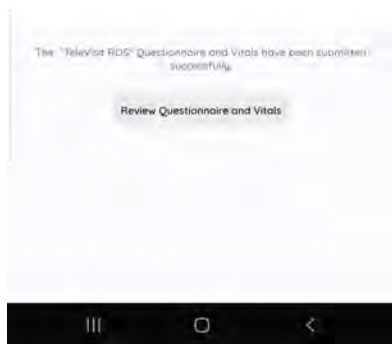 The "TeleVisit ROS" Questionnaire and Vitals have been submitted
successfully.
Review Questionnaire and Vitals